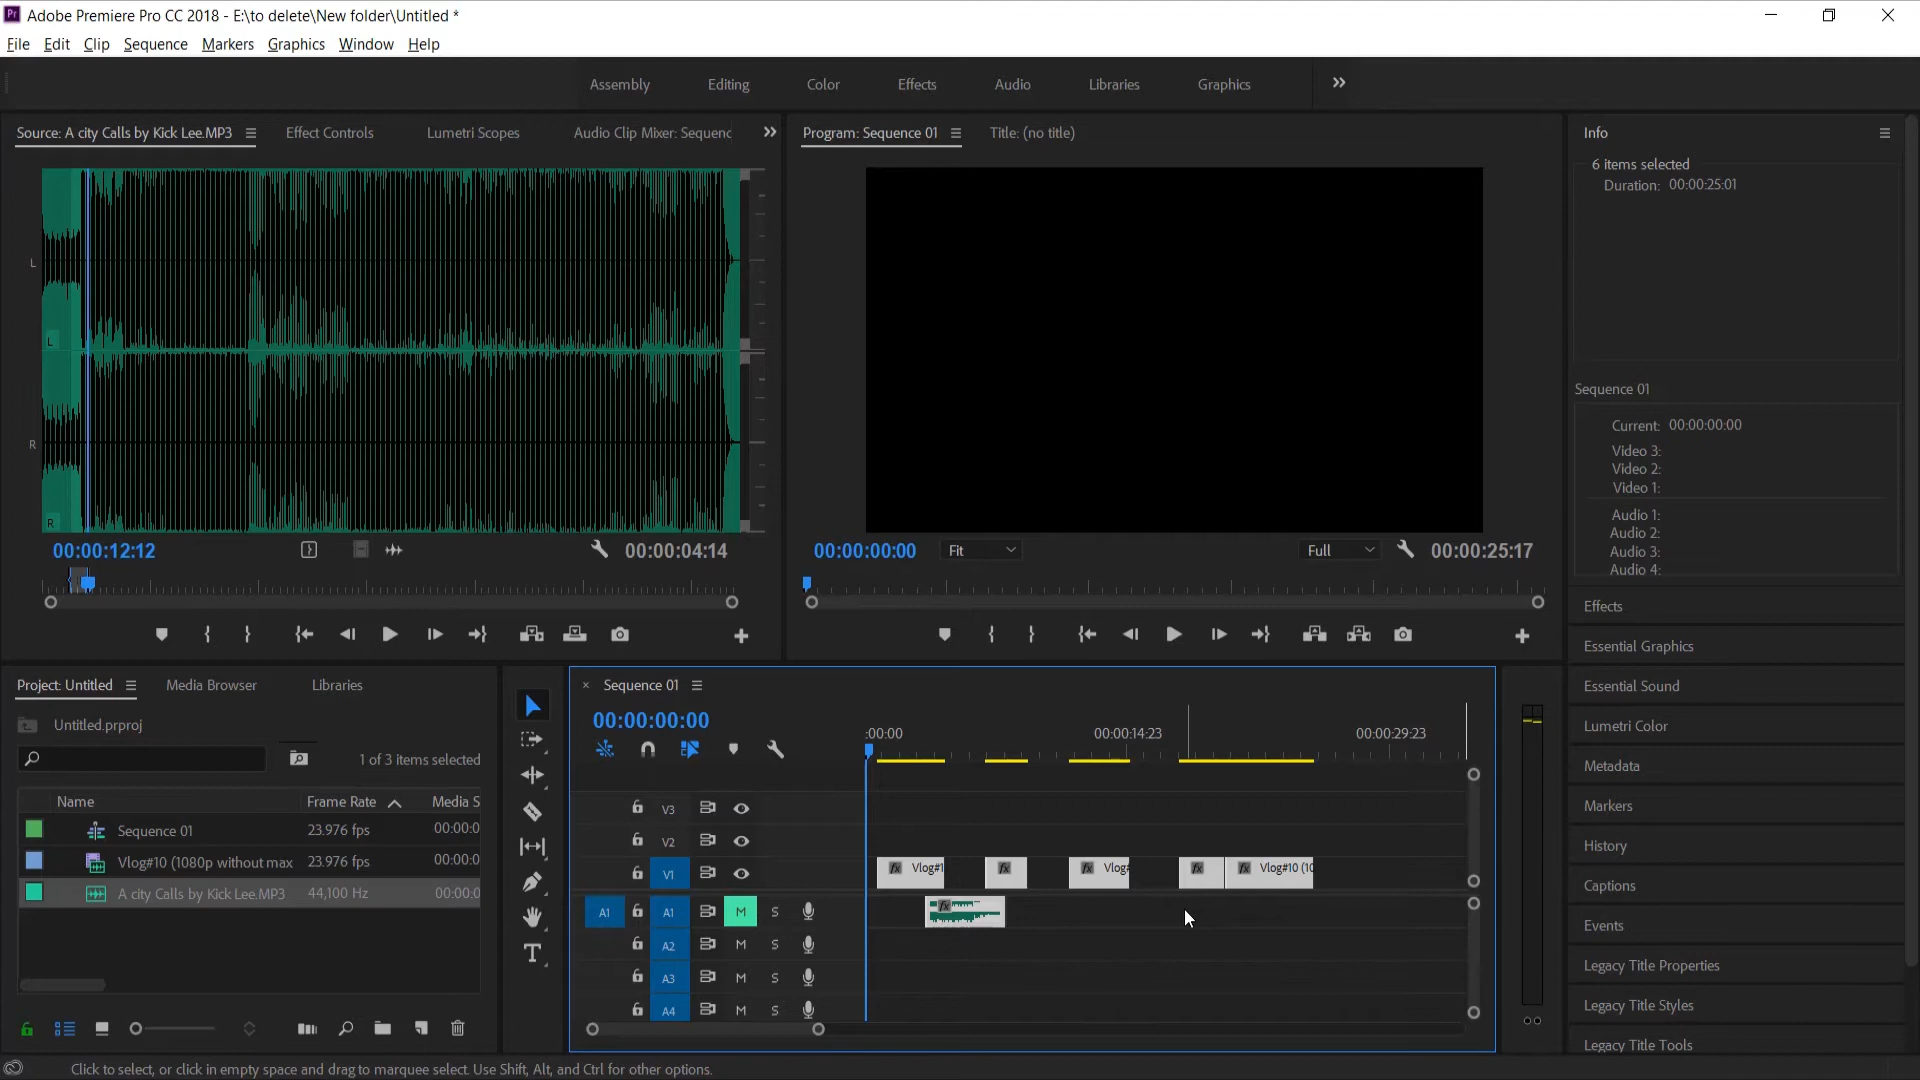 Adobe Premiere Pro CC 2018 - E:\to delete\New folder\Untitled *
File Edit Clip Sequence Markers Graphics Window Help
Assembly Editing Color Effects Audio Libraries Graphics
Source: A city Calls by Kick Lee.MP3 Effect Controls Lumetri Scopes Audio Clip Mixer: Sequenc
L
L
R
R
00:00:12:12 00:00:04:14
Program: Sequence 01 Title: (no title)
00:00:00:00 Fit Full 00:00:25:17
Info
6 items selected
Duration: 00:00:25:01
Sequence 01
Current: 00:00:00:00
Video 3:
Video 2:
Video 1:
Audio 1:
Audio 2:
Audio 3:
Audio 4:
Effects
Essential Graphics
Essential Sound
Lumetri Color
Metadata
Markers
History
Captions
Events
Legacy Title Properties
Legacy Title Styles
Legacy Title Tools
Project: Untitled Media Browser Libraries
Untitled.prproj
1 of 3 items selected
Name Frame Rate Media S
Sequence 01 23.976 fps 00:00:0
Vlog#10 (1080p without max 23.976 fps 00:00:0
A city Calls by Kick Lee.MP3 44,100 Hz 00:00:0
T
Sequence 01
00:00:00:00
:00:00 00:00:14:23 00:00:29:23
V3
V2
V1 fx Vlog#1 fx fx Vlog# fx fx Vlog#10 (10
A1 A1 M S fx
A2 M S
A3 M S
A4 M S
Click to select, or click in empty space and drag to marquee select. Use Shift, Alt, and Ctrl for other options.